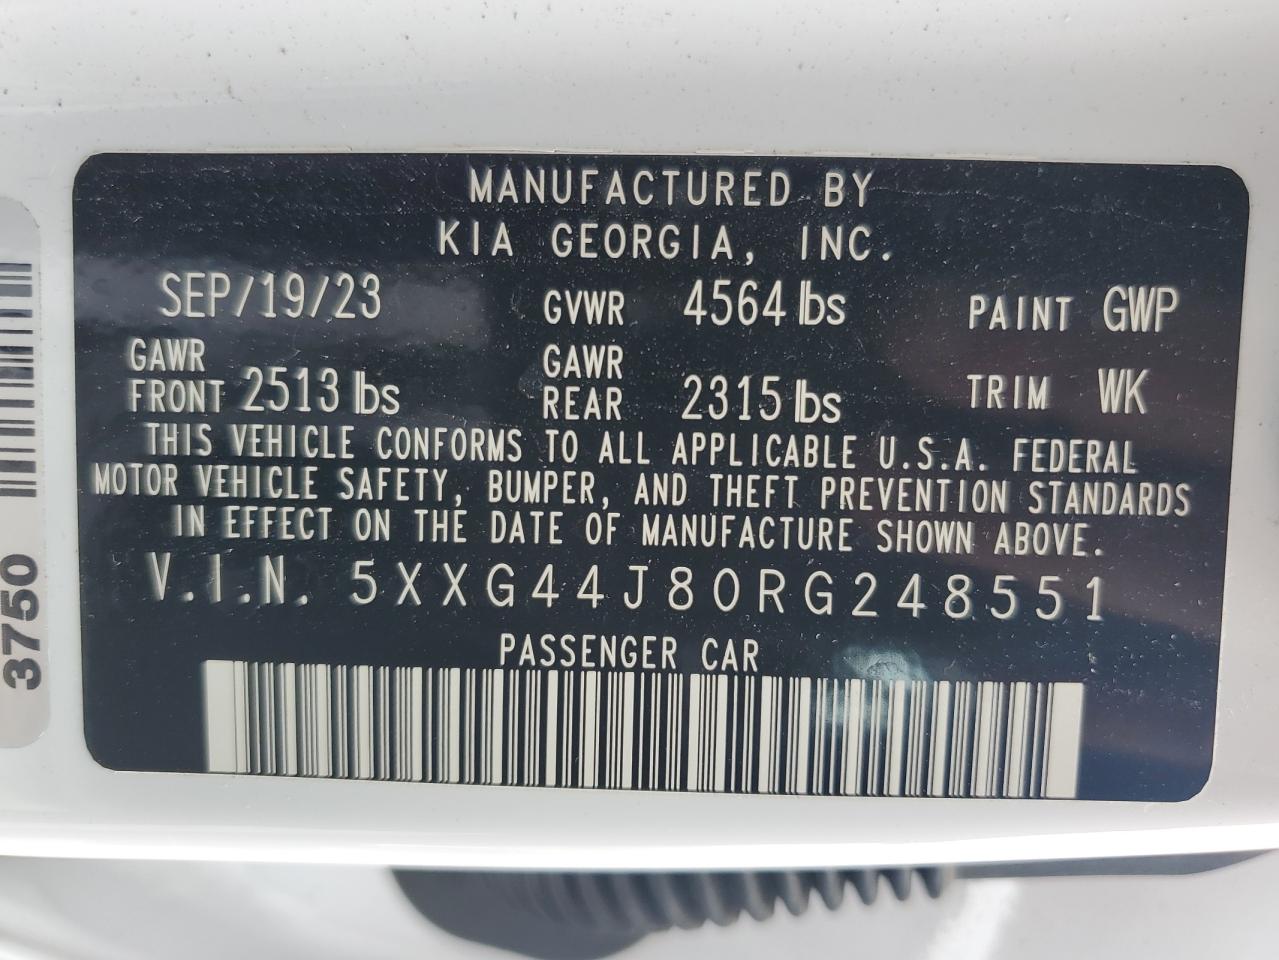 MANUFACTURED BY
KIA GEORGIA, INC.
SEP/19/23 GVWR 4564 lbs PAINT GWP
GAWR FRONT 2513 lbs GAWR REAR 2315 lbs TRIM WK
THIS VEHICLE CONFORMS TO ALL APPLICABLE U.S.A. FEDERAL
MOTOR VEHICLE SAFETY, BUMPER, AND THEFT PREVENTION STANDARDS
IN EFFECT ON THE DATE OF MANUFACTURE SHOWN ABOVE.
V.I.N. 5XXG44J80RG248551
PASSENGER CAR
3750